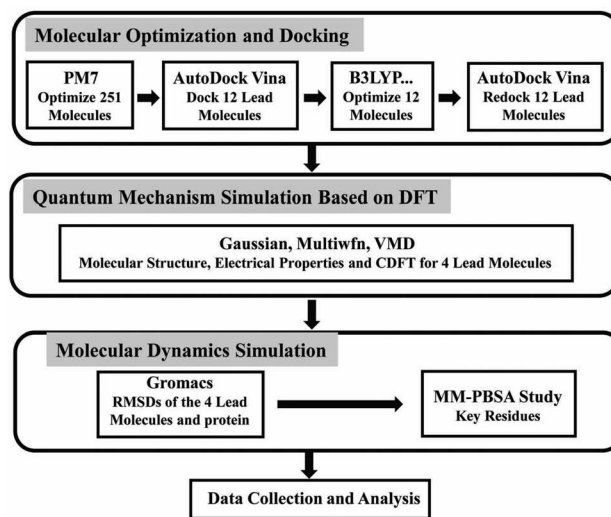 Molecular Optimization and Docking
PM7
Optimize 251
Molecules
AutoDock Vina
Dock 12 Lead
Molecules
B3LYP...
Optimize 12
Molecules
AutoDock Vina
Redock 12 Lead
Molecules
Quantum Mechanism Simulation Based on DFT
Gaussian, Multiwfn, VMD
Molecular Structure, Electrical Properties and CDFT for 4 Lead Molecules
Molecular Dynamics Simulation
Gromacs
RMSDs of the 4 Lead
Molecules and protein
MM-PBSA Study
Key Residues
Data Collection and Analysis